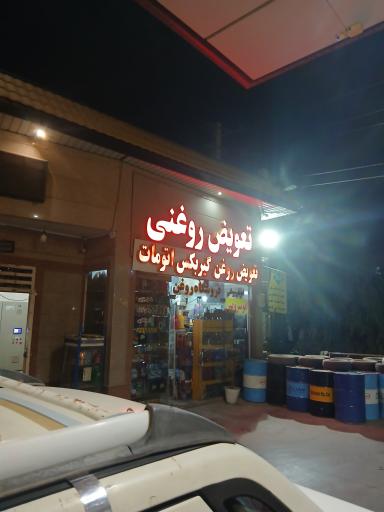 تعویض روغنی
تعویض روغن گیربکس اتومات
فروشگاه روغن